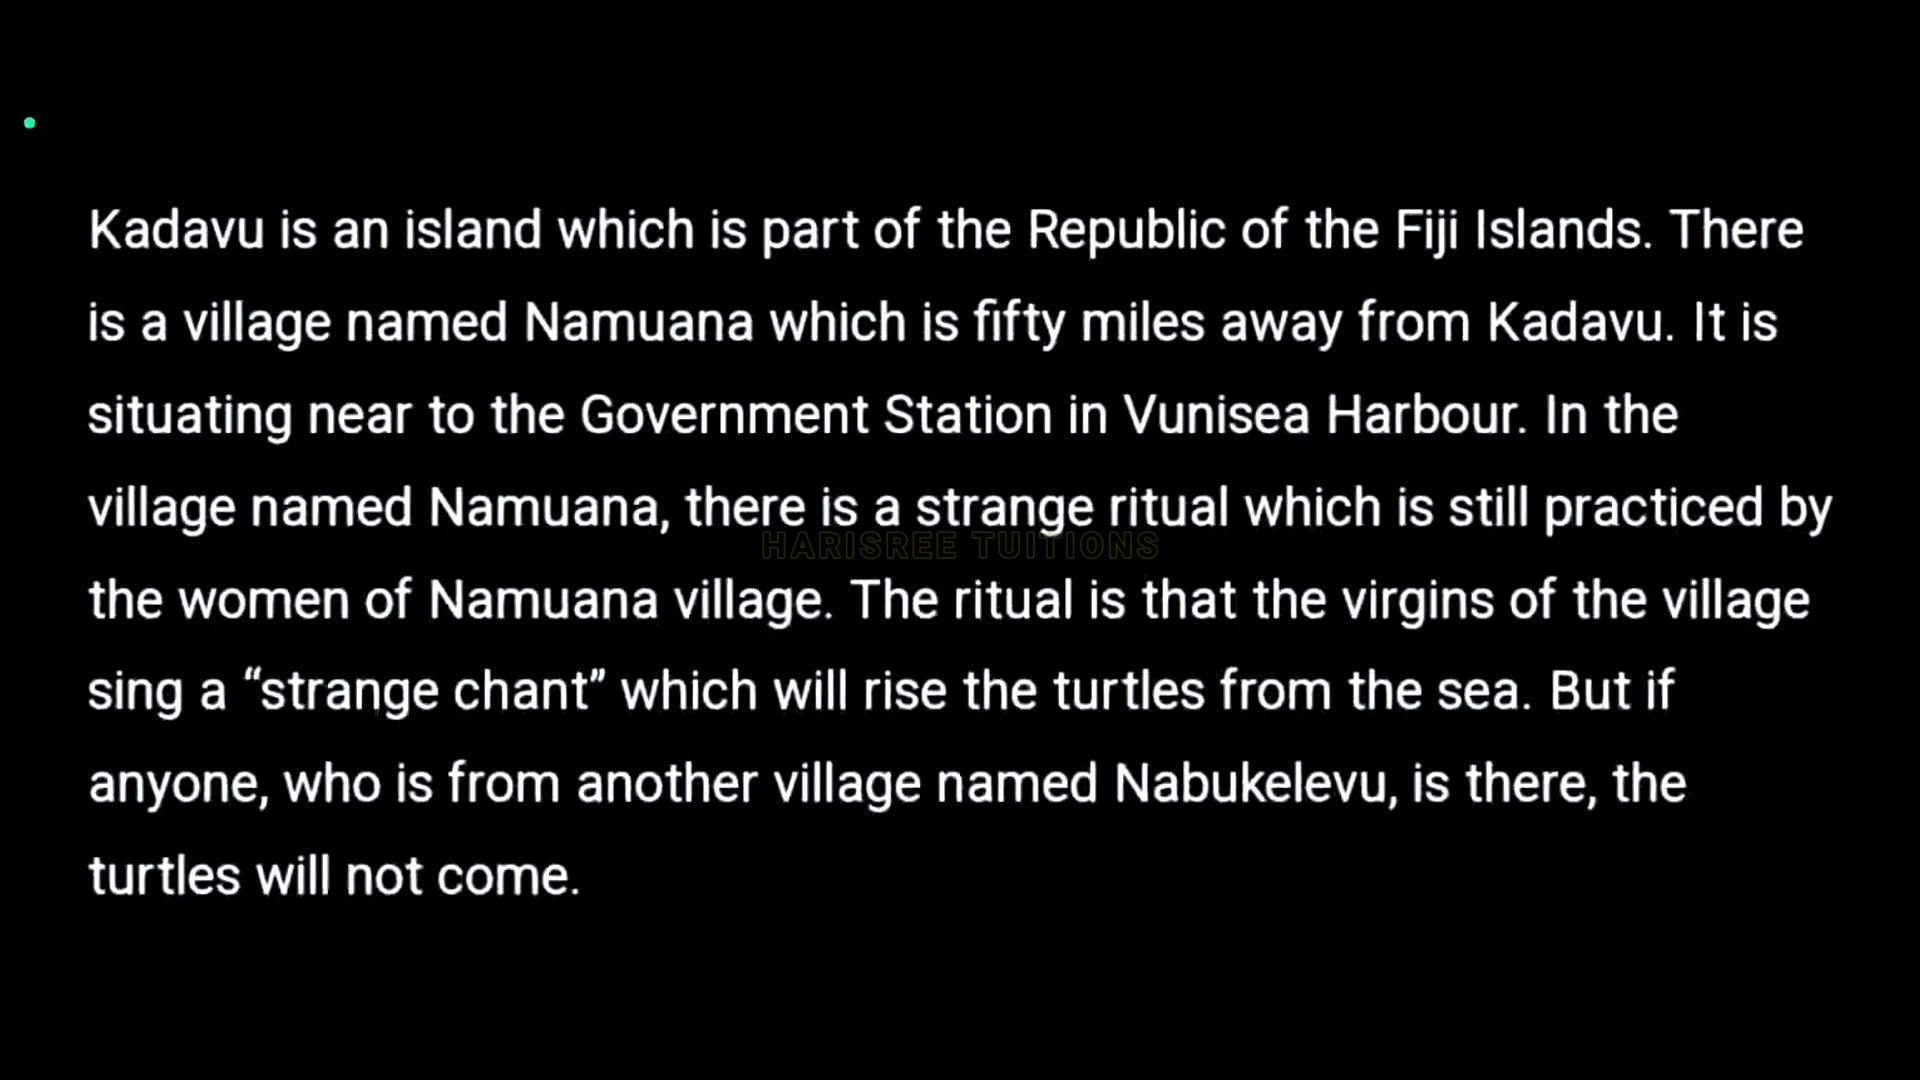 Kadavu is an island which is part of the Republic of the Fiji Islands. There
is a village named Namuana which is fifty miles away from Kadavu. It is
situating near to the Government Station in Vunisea Harbour. In the
village named Namuana, there is a strange ritual which is still practiced by
HARISREE TUITIONS
the women of Namuana village. The ritual is that the virgins of the village
sing a “strange chant” which will rise the turtles from the sea. But if
anyone, who is from another village named Nabukelevu, is there, the
turtles will not come.